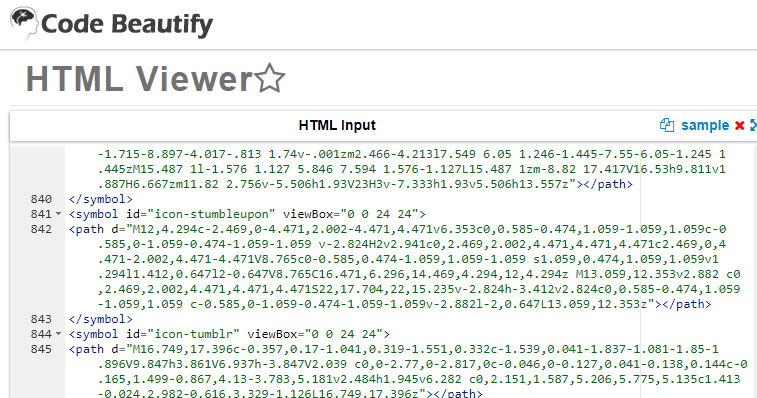 Code Beautify
HTML Viewer
HTML Input
sample
-1.715-8.897-4.017-.813 1.74v-.001zm2.466-4.213l7.549 6.05 1.246-1.445-7.55-6.05-1.245 1
.445zM15.487 1l-1.576 1.127 5.846 7.594 1.576-1.127L15.487 1zm-8.82 17.417V16.53h9.811v1
.887H6.667zm11.82 2.756v-5.506h1.93V23H3v-7.333h1.93v5.506h13.557z"></path>
840 </symbol>
841 <symbol id="icon-stumbleupon" viewBox="0 0 24 24">
842 <path d="M12,4.294c-2.469,0-4.471,2.002-4.471,4.471v6.353c0,0.585-0.474,1.059-1.059,1.059c-0
.585,0-1.059-0.474-1.059-1.059 v-2.824H2v2.941c0,2.469,2.002,4.471,4.471,4.471c2.469,0,4
.471-2.002,4.471-4.471V8.765c0-0.585,0.474-1.059,1.059-1.059 s1.059,0.474,1.059,1.059v1
.294l1.412,0.647l2-0.647V8.765C16.471,6.296,14.469,4.294,12,4.294z M13.059,12.353v2.882 c0
,2.469,2.002,4.471,4.471,4.471S22,17.704,22,15.235v-2.824h-3.412v2.824c0,0.585-0.474,1.059
-1.059,1.059 c-0.585,0-1.059-0.474-1.059-1.059v-2.882l-2,0.647L13.059,12.353z"></path>
843 </symbol>
844 <symbol id="icon-tumblr" viewBox="0 0 24 24">
845 <path d="M16.749,17.396c-0.357,0.17-1.041,0.319-1.551,0.332c-1.539,0.041-1.837-1.081-1.85-1
.896V9.847h3.861V6.937h-3.847V2.039 c0,0-2.77,0-2.817,0c-0.046,0-0.127,0.041-0.138,0.144c-0
.165,1.499-0.867,4.13-3.783,5.181v2.484h1.945v6.282 c0,2.151,1.587,5.206,5.775,5.135c1.413
-0.024,2.982-0.616,3.329-1.126L16.749,17.396z"></path>